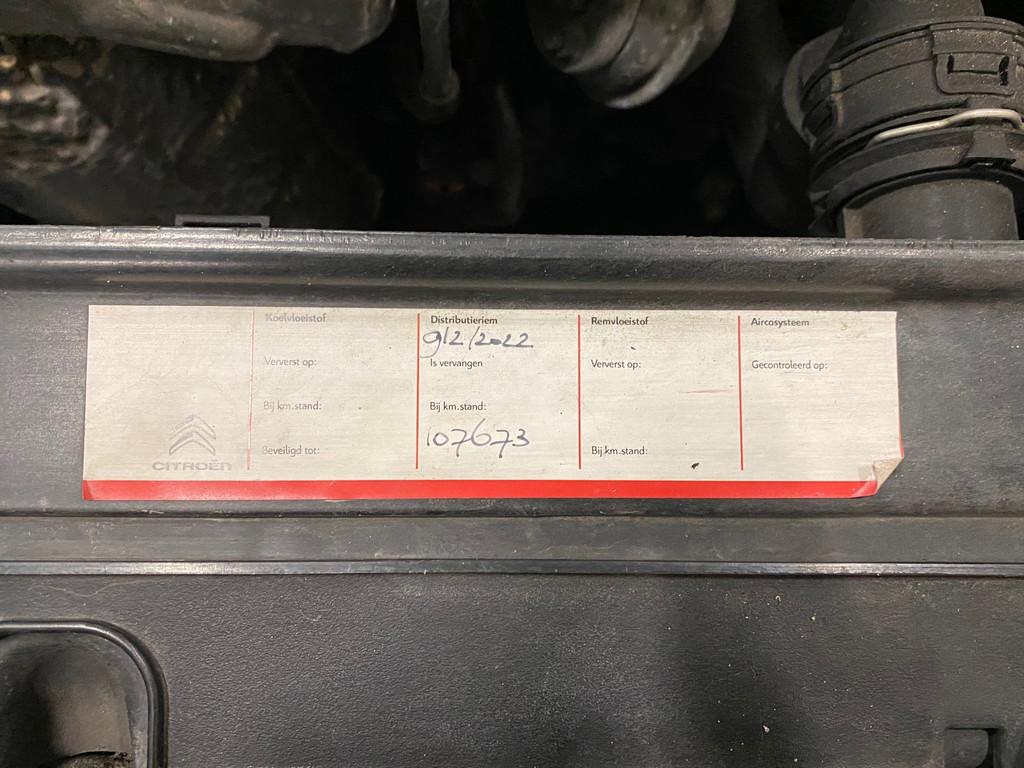 CITROËN
Koelvloeistof
Ververst op:
Bij km.stand:
Beveiligd tot:
Distributieriem
9/2/2022
Is vervangen
Bij km.stand:
107673
Remvloeistof
Ververst op:
Bij km.stand:
Aircosysteem
Gecontroleerd op: